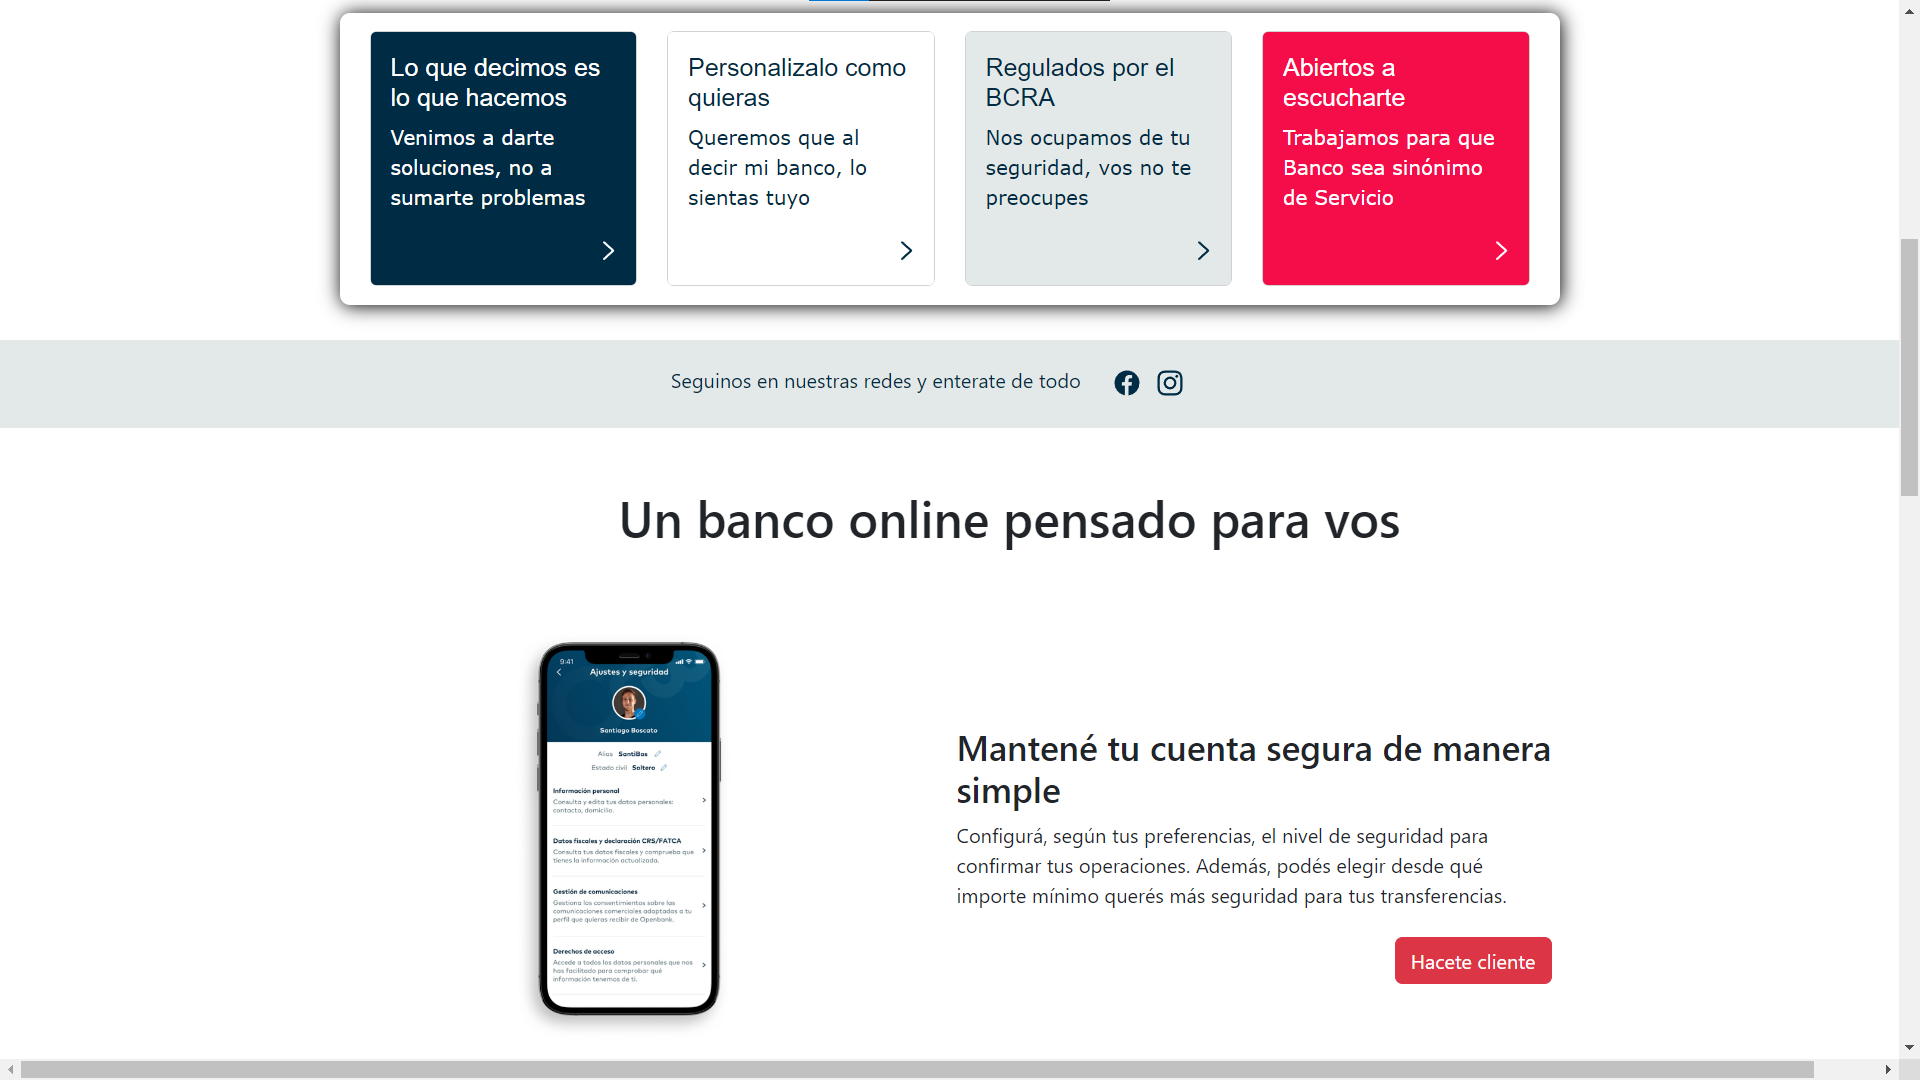 Lo que decimos es
lo que hacemos
Venimos a darte
soluciones, no a
sumarte problemas
Personalizalo como
quieras
Queremos que al
decir mi banco, lo
sientas tuyo
Regulados por el
BCRA
Nos ocupamos de tu
seguridad, vos no te
preocupes
Abiertos a
escucharte
Trabajamos para que
Banco sea sinónimo
de Servicio
Seguinos en nuestras redes y enterate de todo
Un banco online pensado para vos
9:41
Ajustes y seguridad
Santiago Boscato
Alias SantiBos
Estado civil Soltero
Información personal
Consulta y edita tus datos personales:
contacto, domicilio.
Datos fiscales y declaración CRS/FATCA
Consulta tus datos fiscales y comprueba que
tienes la información actualizada.
Gestión de comunicaciones
Gestiona los consentimientos sobre las
comunicaciones comerciales adaptadas a tu
perfil que quieras recibir de Openbank.
Derechos de acceso
Accede a todos los datos personales que nos
has facilitado para comprobar qué
información tenemos de ti.
Mantené tu cuenta segura de manera
simple
Configurá, según tus preferencias, el nivel de seguridad para
confirmar tus operaciones. Además, podés elegir desde qué
importe mínimo querés más seguridad para tus transferencias.
Hacete cliente